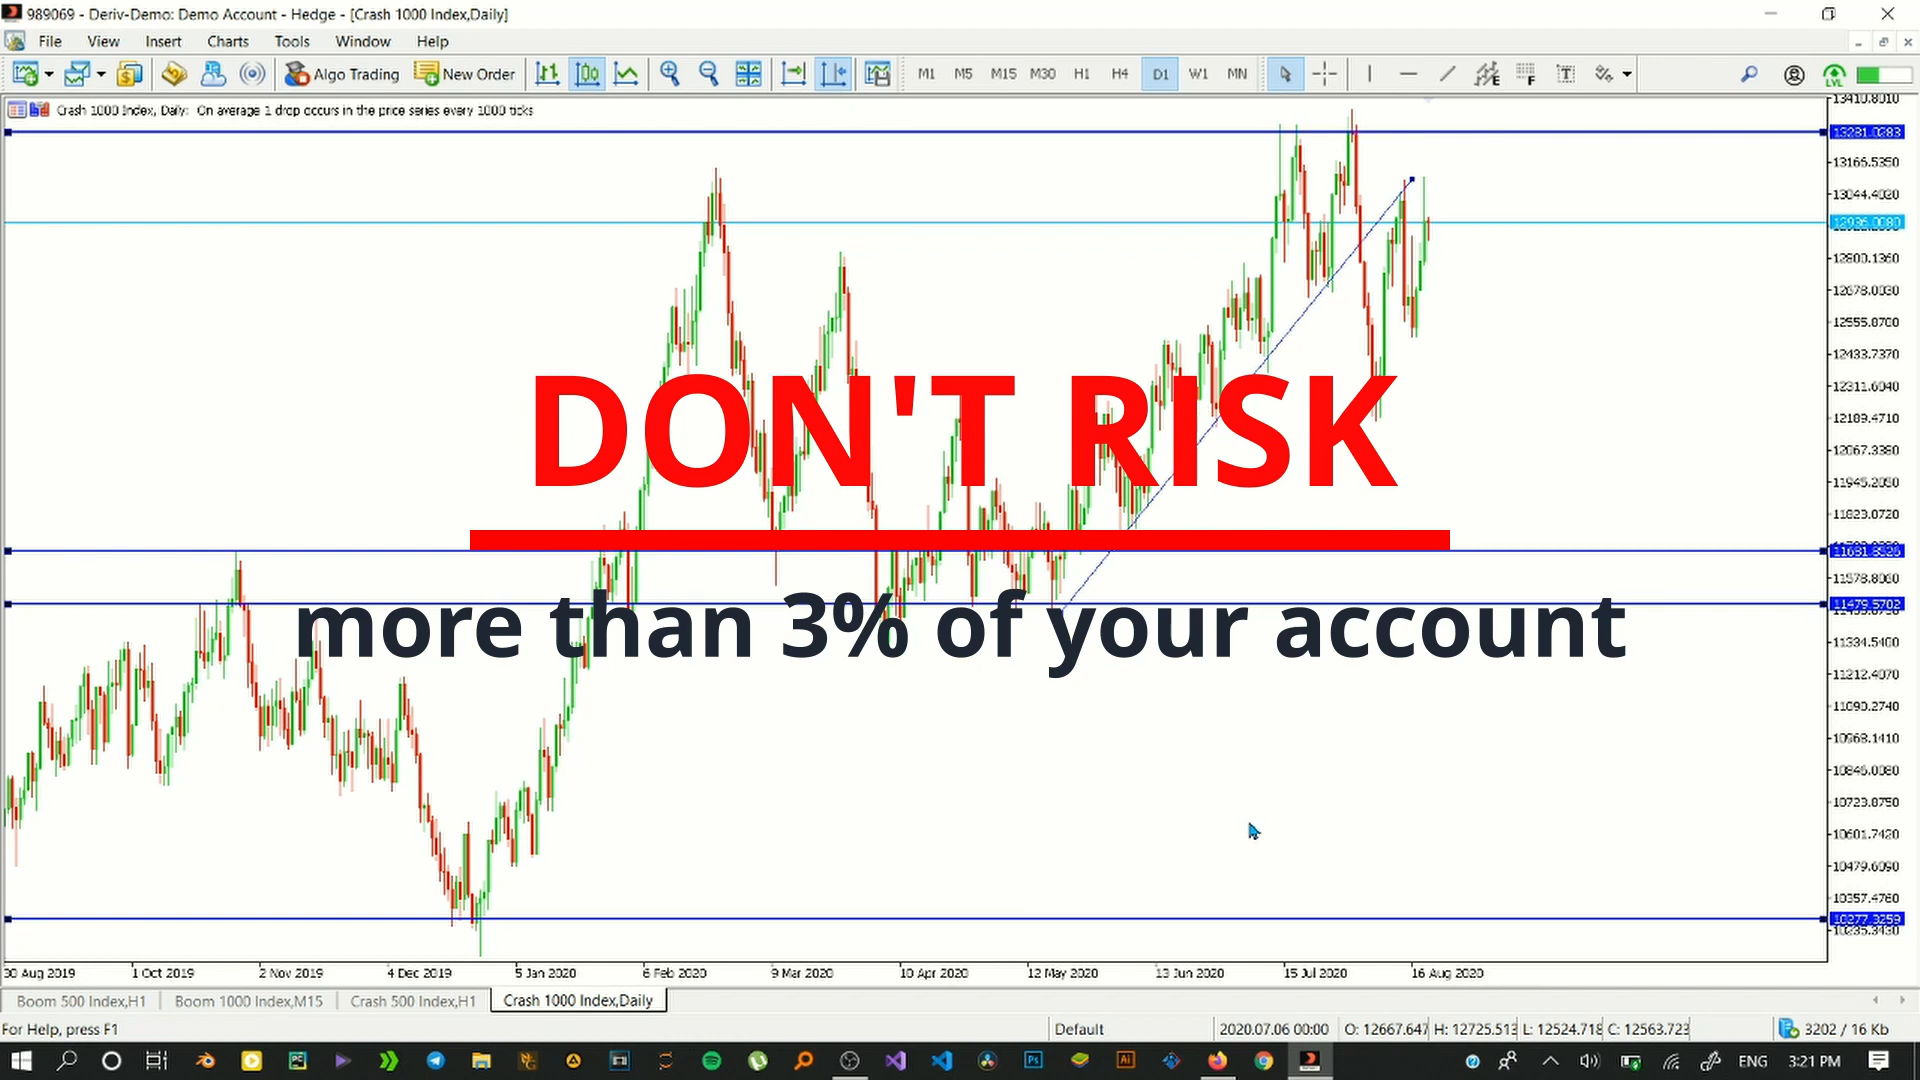 989069 - Deriv-Demo: Demo Account - Hedge - [Crash 1000 Index,Daily]
File View Insert Charts Tools Window Help
Algo Trading New Order M1 M5 M15 M30 H1 H4 D1 W1 MN
Crash 1000 Index, Daily: On average 1 drop occurs in the price series every 1000 ticks
13410.8010
13281.0283
13165.5350
13044.4020
12936.0080
12800.1360
12678.0030
12555.8700
12433.7370
12311.6040
12189.4710
12067.3380
11945.2050
11823.0720
11578.8060
11479.5702
11334.5400
11212.4070
11090.2740
10968.1410
10846.0080
10723.8750
10601.7420
10479.6090
10357.4760
10277.3259
10235.3430
DON'T RISK
more than 3% of your account
30 Aug 2019 1 Oct 2019 2 Nov 2019 4 Dec 2019 5 Jan 2020 6 Feb 2020 9 Mar 2020 10 Apr 2020 12 May 2020 13 Jun 2020 15 Jul 2020 16 Aug 2020
Boom 500 Index,H1 Boom 1000 Index,M15 Crash 500 Index,H1 Crash 1000 Index,Daily
For Help, press F1 Default 2020.07.06 00:00 O: 12667.647 H: 12725.513 L: 12524.718 C: 12563.723 3202 / 16 Kb
ENG 3:21 PM